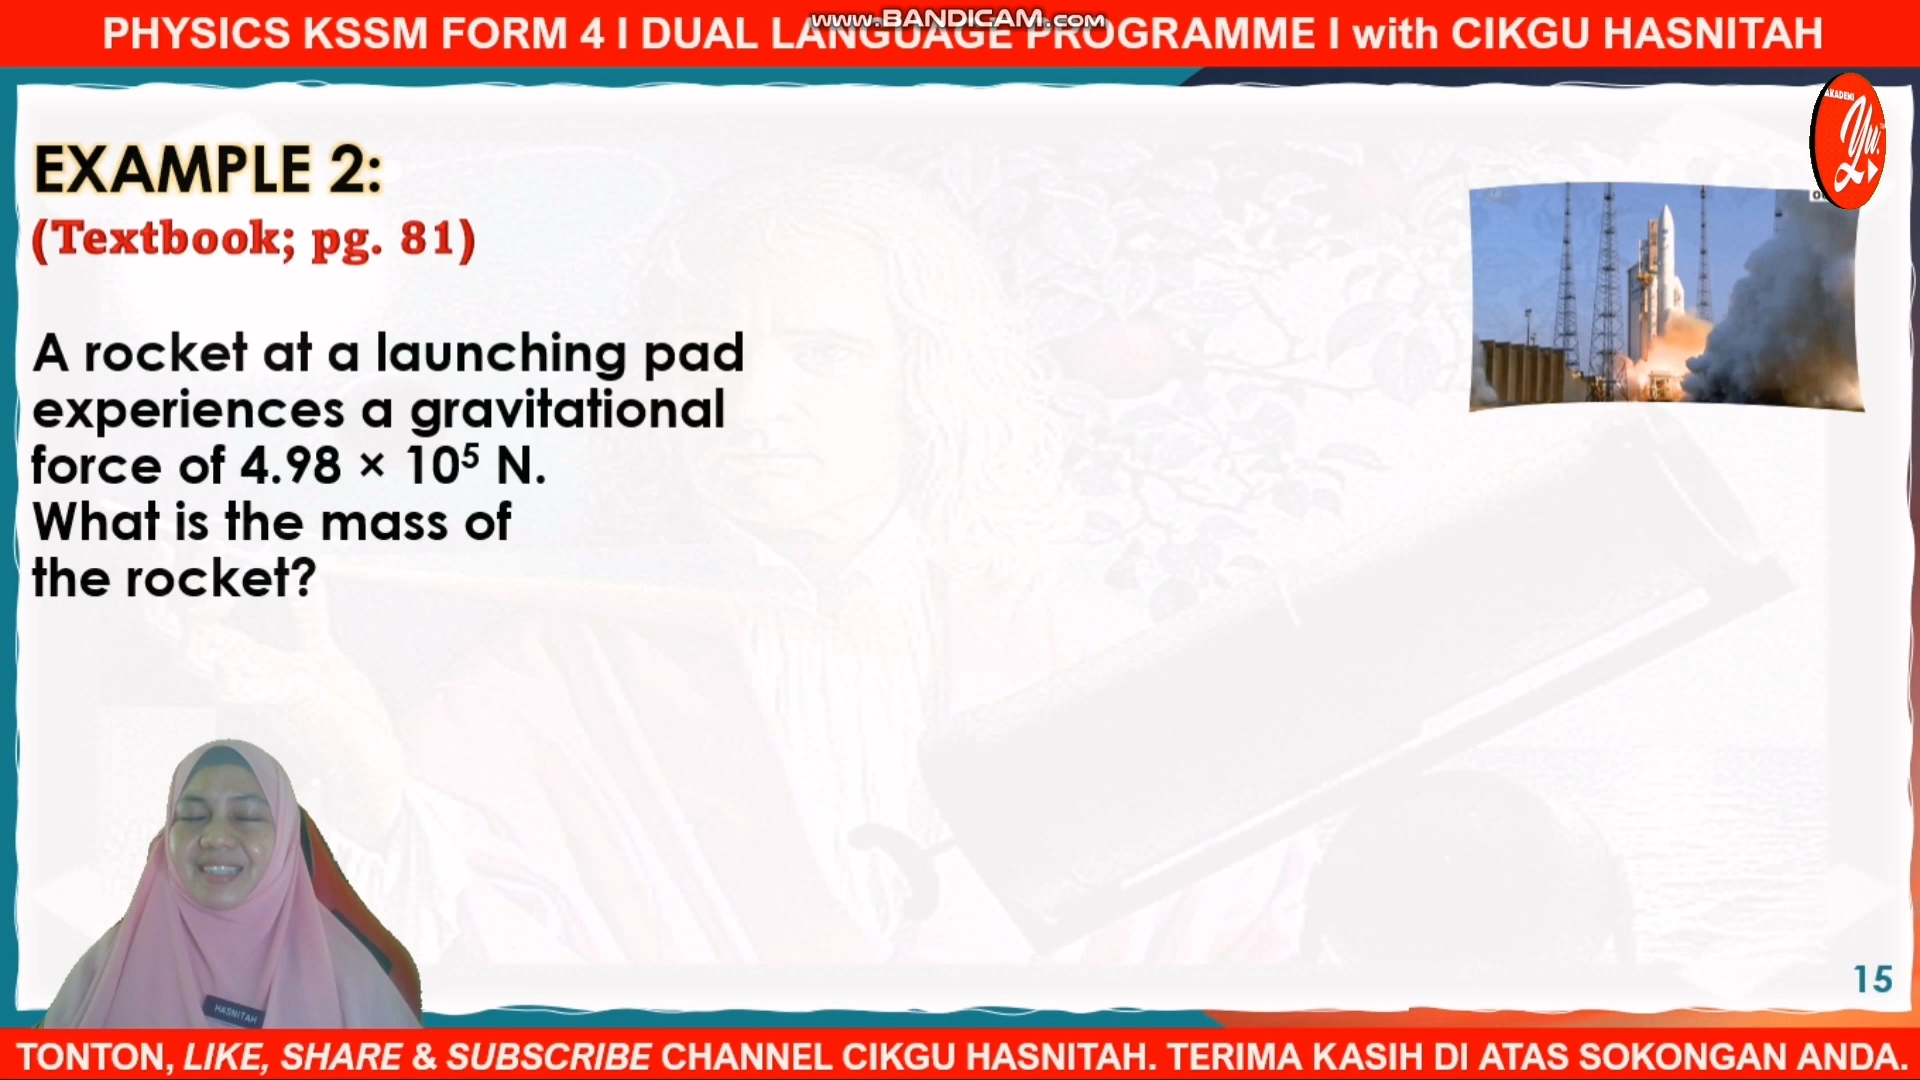 www.BANDICAM.com
PHYSICS KSSM FORM 4 I DUAL LANGUAGE PROGRAMME I with CIKGU HASNITAH
AKADEMI
YU
EXAMPLE 2:
(Textbook; pg. 81)
A rocket at a launching pad
experiences a gravitational
force of 4.98 × 10⁵ N.
What is the mass of
the rocket?
HASNITAH
15
TONTON, LIKE, SHARE & SUBSCRIBE CHANNEL CIKGU HASNITAH. TERIMA KASIH DI ATAS SOKONGAN ANDA.